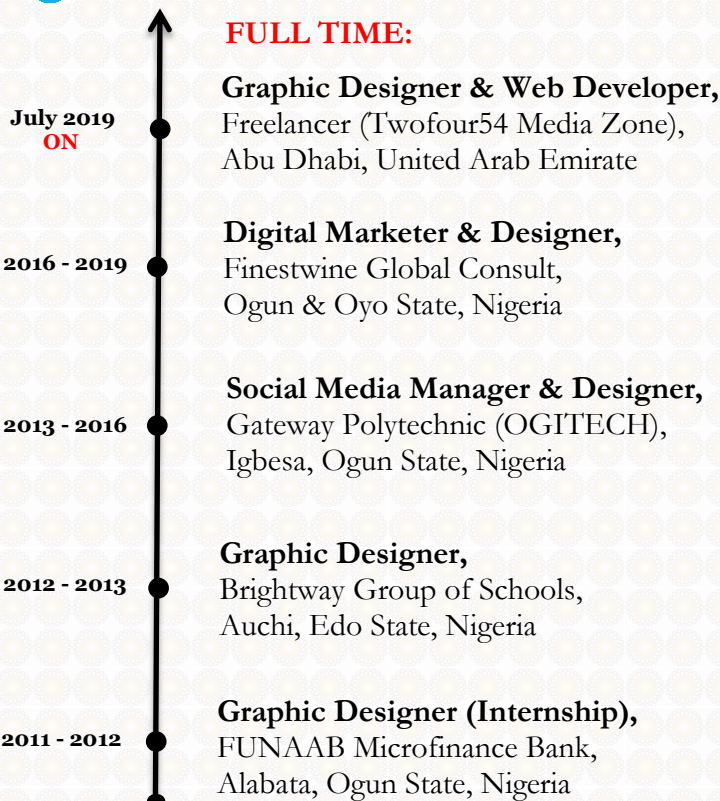 FULL TIME:
July 2019
ON
Graphic Designer & Web Developer,
Freelancer (Twofour54 Media Zone),
Abu Dhabi, United Arab Emirate
2016 - 2019
Digital Marketer & Designer,
Finestwine Global Consult,
Ogun & Oyo State, Nigeria
2013 - 2016
Social Media Manager & Designer,
Gateway Polytechnic (OGITECH),
Igbesa, Ogun State, Nigeria
2012 - 2013
Graphic Designer,
Brightway Group of Schools,
Auchi, Edo State, Nigeria
2011 - 2012
Graphic Designer (Internship),
FUNAAB Microfinance Bank,
Alabata, Ogun State, Nigeria